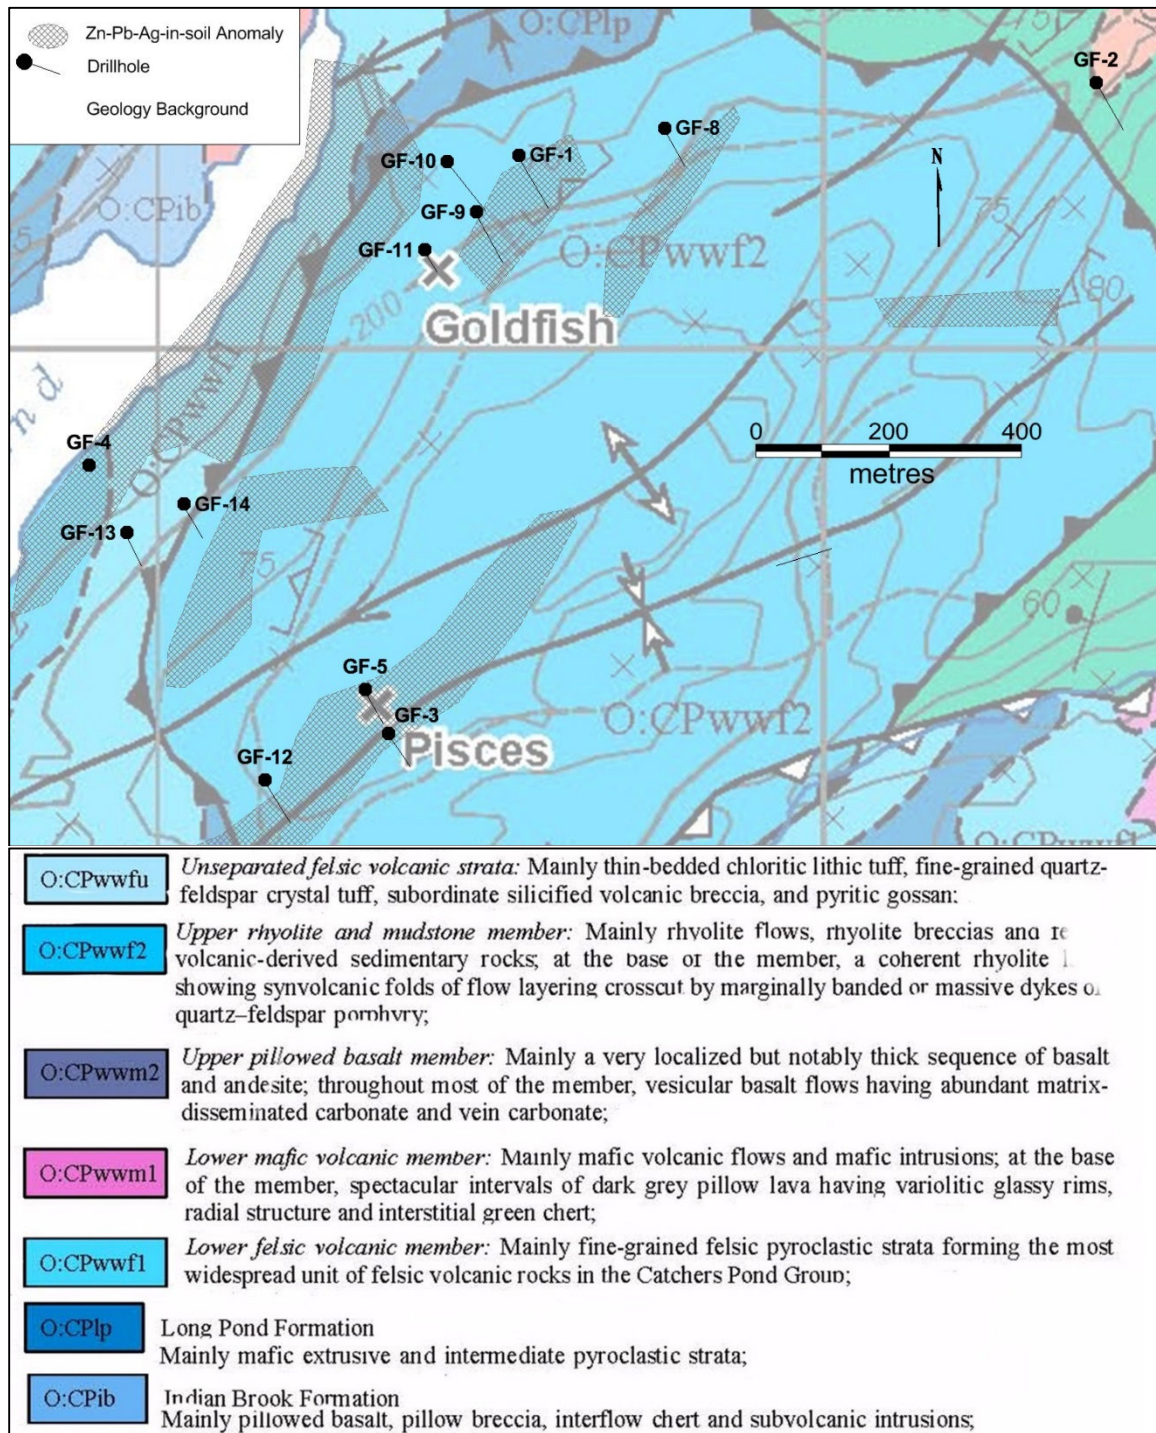 Zn-Pb-Ag-in-soil Anomaly
Drillhole
Geology Background
O:CPlp
75
GF-2
GF-8
GF-10
GF-1
N
O:CPib
GF-9
75
GF-11
O:CPwwf2
200
Goldfish
80
nd
O:CPwwf1
GF-4
0 200 400
metres
GF-14
GF-13
75
60
GF-5
GF-3
O:CPwwf2
Pisces
GF-12
O:CPwwf1
O:CPwwfu
Unseparated felsic volcanic strata: Mainly thin-bedded chloritic lithic tuff, fine-grained quartz-
feldspar crystal tuff, subordinate silicified volcanic breccia, and pyritic gossan;
O:CPwwf2
Upper rhyolite and mudstone member: Mainly rhyolite flows, rhyolite breccias and re
volcanic-derived sedimentary rocks; at the base of the member, a coherent rhyolite
showing synvolcanic folds of flow layering crosscut by marginally banded or massive dykes o
quartz–feldspar porphyry;
O:CPwwm2
Upper pillowed basalt member: Mainly a very localized but notably thick sequence of basalt
and andesite; throughout most of the member, vesicular basalt flows having abundant matrix-
disseminated carbonate and vein carbonate;
O:CPwwm1
Lower mafic volcanic member: Mainly mafic volcanic flows and mafic intrusions; at the base
of the member, spectacular intervals of dark grey pillow lava having variolitic glassy rims,
radial structure and interstitial green chert;
O:CPwwf1
Lower felsic volcanic member: Mainly fine-grained felsic pyroclastic strata forming the most
widespread unit of felsic volcanic rocks in the Catchers Pond Group;
O:CPlp
Long Pond Formation
Mainly mafic extrusive and intermediate pyroclastic strata;
O:CPib
Indian Brook Formation
Mainly pillowed basalt, pillow breccia, interflow chert and subvolcanic intrusions;